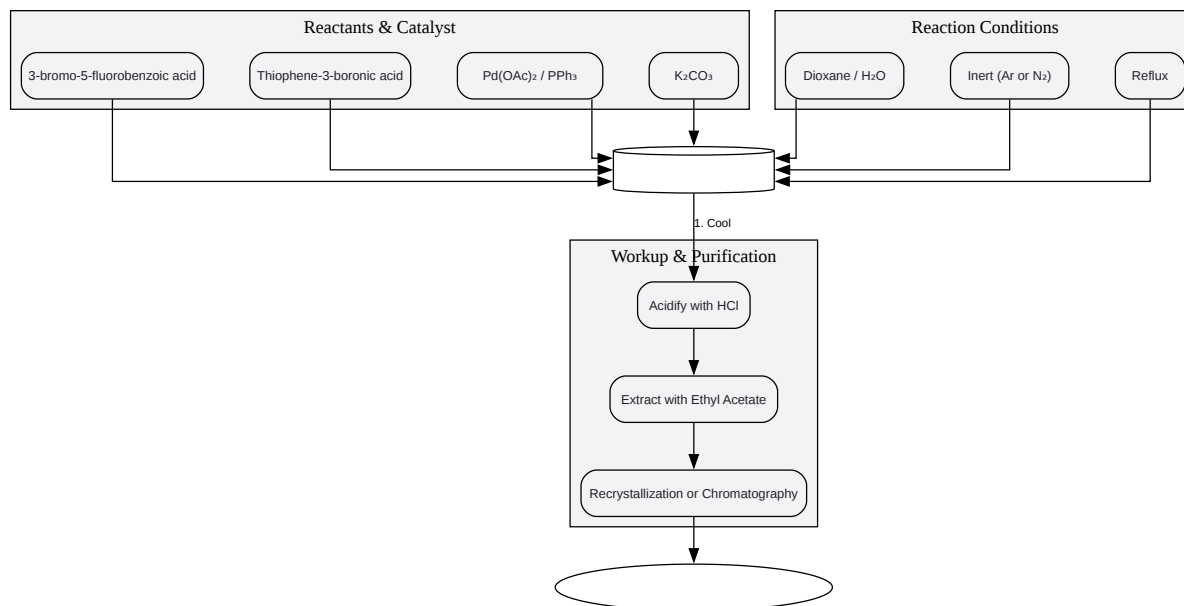 Reactants & Catalyst
Reaction Conditions
3-bromo-5-fluorobenzoic acid
Thiophene-3-boronic acid
Pd(OAc)₂ / PPh₃
K₂CO₃
Dioxane / H₂O
Inert (Ar or N₂)
Reflux
1. Cool
Workup & Purification
Acidify with HCl
Extract with Ethyl Acetate
Recrystallization or Chromatography